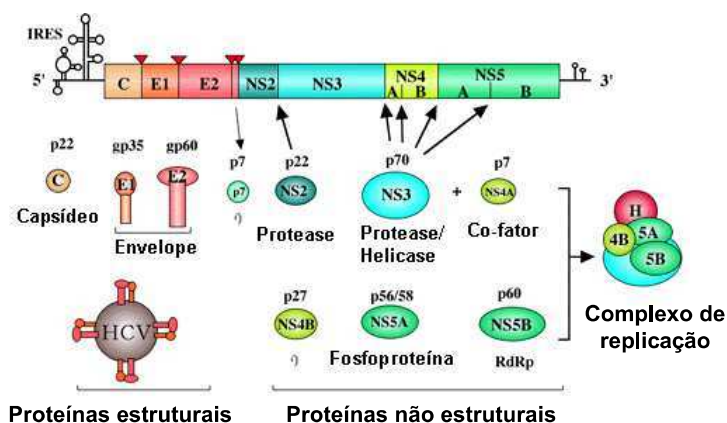 IRES
5' C E1 E2 NS2 NS3 NS4 NS5 3'
A B A B
p22 gp35 gp60 p7 p22 p70 p7
C E1 E2 p7 NS2 NS3 + NS4A
Capsídeo
Envelope
Protease
Protease/
Helicase
Co-fator
H
4B 5A
5B
Complexo de
replicação
HCV
p27 p56/58 p60
NS4B NS5A NS5B
Fosfoproteína RdRp
Proteínas estruturais
Proteínas não estruturais